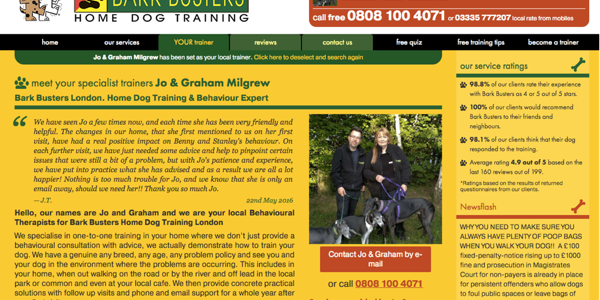 BARK BUSTERS
HOME DOG TRAINING
call free 0808 100 4071 or 03335 777207 local rate from mobiles
home our services YOUR trainer reviews contact us free quiz free training tips become a trainer
Jo & Graham Milgrew has been set as your local trainer. Click here to deselect and search again
meet your specialist trainers Jo & Graham Milgrew
Bark Busters London. Home Dog Training & Behaviour Expert
“ We have seen Jo a few times now, and each time she has been very friendly and
helpful. The changes in our home, that she first mentioned to us on her first
visit, have had a real positive impact on Benny and Stanley's behaviour. On
each further visit, we have just needed some advice and help to pinpoint certain
issues that were still a bit of a problem, but with Jo's patience and experience,
we have put into practice what she has advised and as a result we are all a lot
happier! Noting is too much trouble for Jo, and we know that she is only an
email away, should we need her!! Thank you so much Jo.
—J.T. 22nd May 2016
Hello, our names are Jo and Graham and we are your local Behavioural
Therapists for Bark Busters Home Dog Training London
We specialise in one-to-one training in your home where we don't just provide a
behavioural consultation with advice, we actually demonstrate how to train your
dog. We have a genuine any breed, any age, any problem policy and see you and
your dog in the environment where the problems are occurring. This includes in
your home, when out walking on the road or by the river and off lead in the local
park or common and even at your local cafe. We then provide constructive practical
solutions with follow up visits and phone and email support for a whole year after
Contact Jo & Graham by e-
mail
or call 0808 100 4071
our service ratings
98.8% of our clients rate their experience
with Bark Busters as 4 or 5 out of 5 stars.
100% of our clients would recommend
Bark Busters to their friends and
neighbours.
98.1% of our clients think that their dog
responded to the training.
Average rating 4.9 out of 5 based on the
last 160 reviews out of 199.
*Ratings based on the results of returned
questionnaires from our clients.
Newsflash
WHY YOU NEED TO MAKE SURE YOU
ALWAYS HAVE PLENTY OF POOP BAGS
WHEN YOU WALK YOUR DOG!! A £100
fixed-penalty-notice rising up to £1000
fine and prosecution in Magistrates
Court for non-payers is already in place
for persistent offenders who allow dogs
to foul public spaces or leave bags of